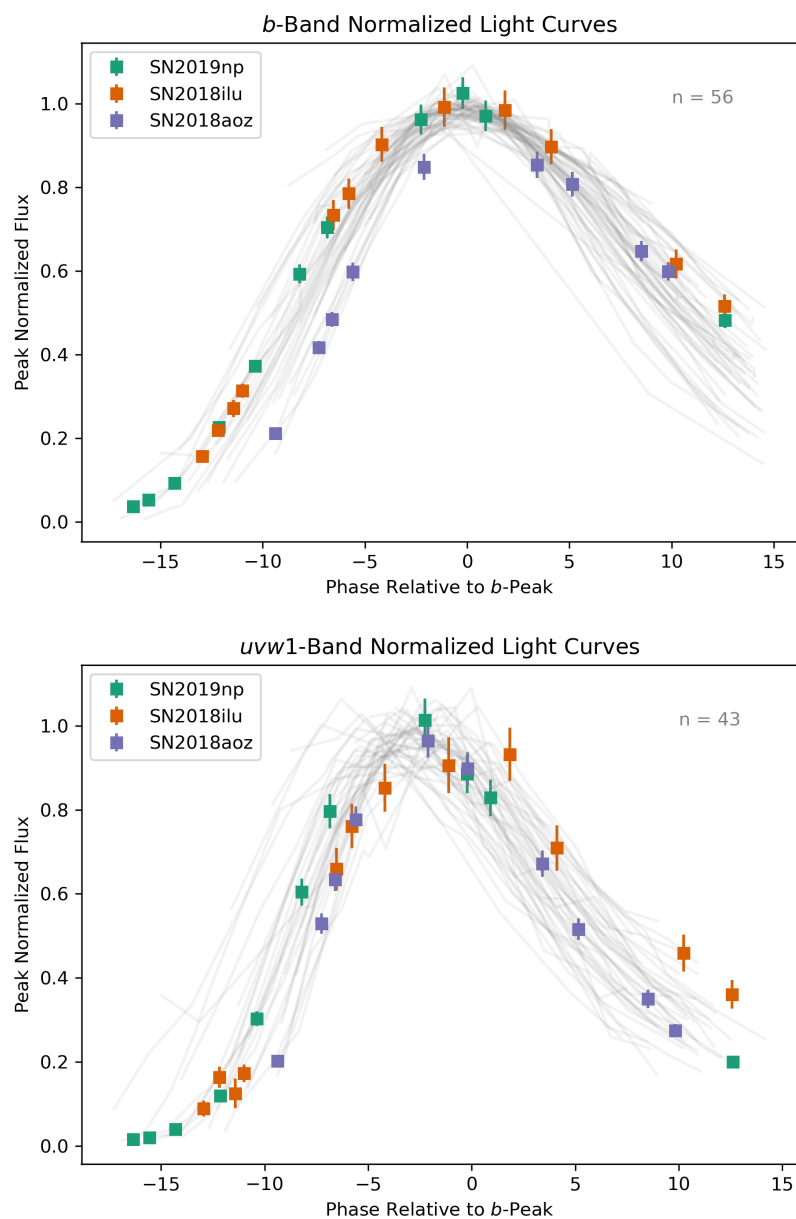 b-Band Normalized Light Curves
SN2019np
SN2018ilu
SN2018aoz
n = 56
Peak Normalized Flux
1.0
0.8
0.6
0.4
0.2
0.0
−15 −10 −5 0 5 10 15
Phase Relative to b-Peak
uvw1-Band Normalized Light Curves
SN2019np
SN2018ilu
SN2018aoz
n = 43
Peak Normalized Flux
1.0
0.8
0.6
0.4
0.2
0.0
−15 −10 −5 0 5 10 15
Phase Relative to b-Peak